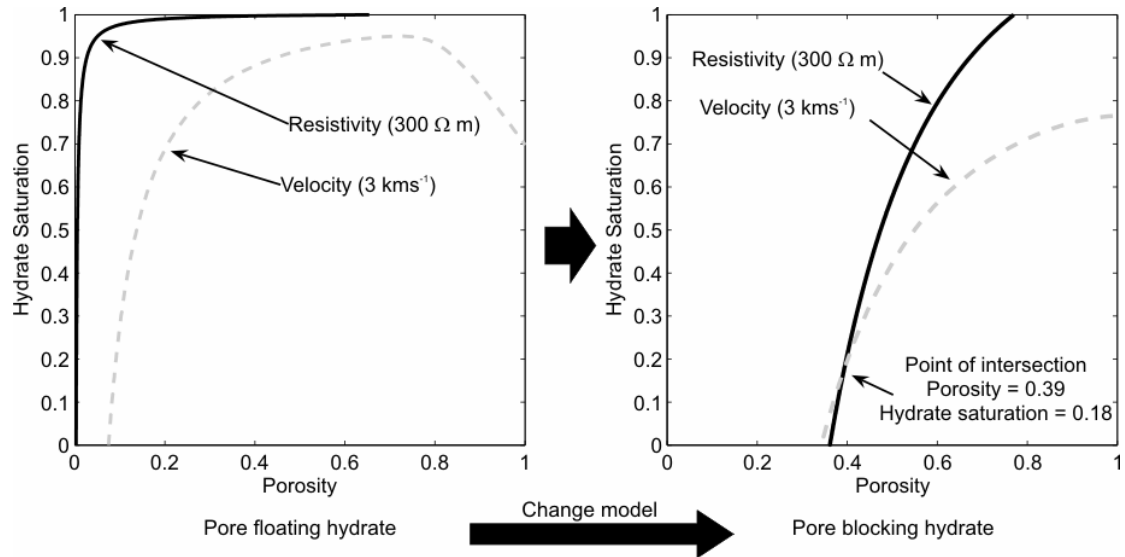 1
0.9
0.8
0.7
0.6
0.5
0.4
0.3
0.2
0.1
0
Hydrate Saturation
Resistivity (300 Ω m)
Velocity (3 kms⁻¹)
0 0.2 0.4 0.6 0.8 1
Porosity
Pore floating hydrate
Change model
1
0.9
0.8
0.7
0.6
0.5
0.4
0.3
0.2
0.1
0
Hydrate Saturation
Resistivity (300 Ω m)
Velocity (3 kms⁻¹)
Point of intersection
Porosity = 0.39
Hydrate saturation = 0.18
0 0.2 0.4 0.6 0.8 1
Porosity
Pore blocking hydrate